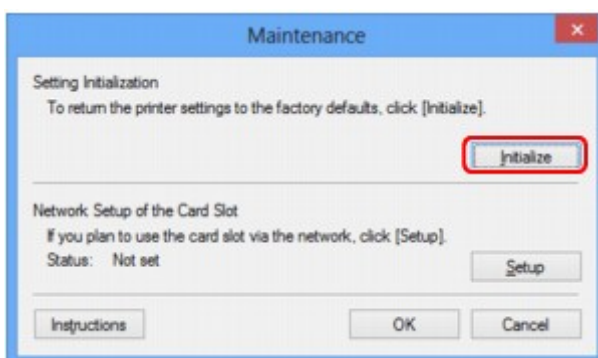 Maintenance
Setting Initialization
To return the printer settings to the factory defaults, click [Initialize].
Initialize
Network Setup of the Card Slot
If you plan to use the card slot via the network, click [Setup].
Status: Not set
Setup
Instructions OK Cancel